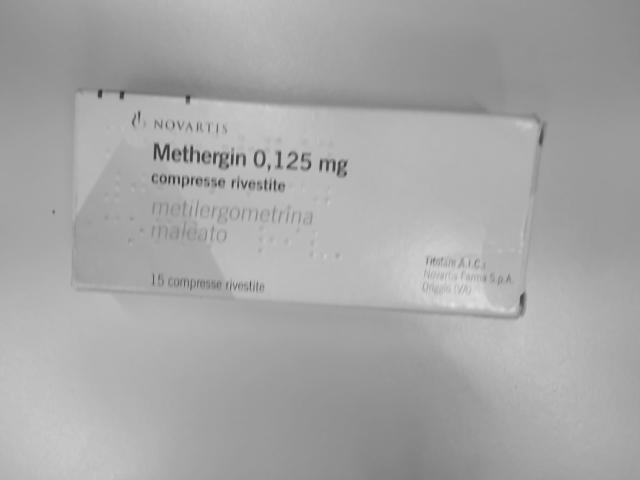 NOVARTIS
Methergin 0,125 mg
compresse rivestite
metilergometrina
maleato
15 compresse rivestite
Titolare A.I.C.:
Novartis Farma S.p.A.
Origgio (VA)